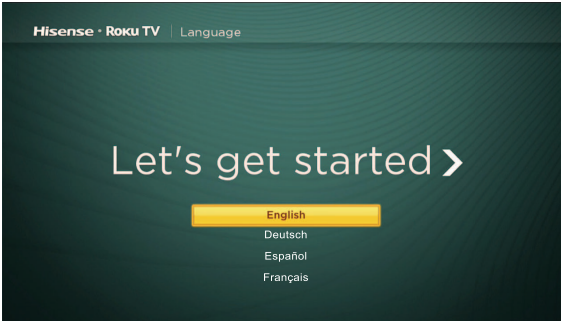 Hisense • Roku TV | Language
Let's get started
English
Deutsch
Español
Français